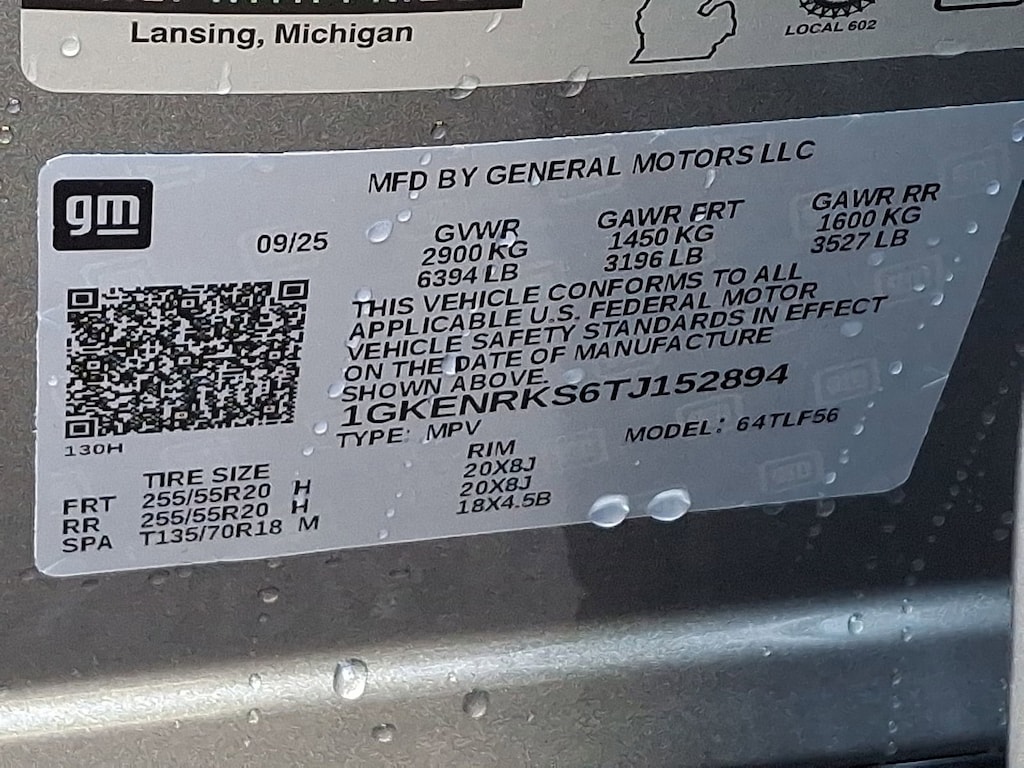 Lansing, Michigan
LOCAL 602
MFD BY GENERAL MOTORS LLC
gm
09/25
GVWR
2900 KG
6394 LB
GAWR FRT
1450 KG
3196 LB
GAWR RR
1600 KG
3527 LB
THIS VEHICLE CONFORMS TO ALL
APPLICABLE U.S. FEDERAL MOTOR
VEHICLE SAFETY STANDARDS IN EFFECT
ON THE DATE OF MANUFACTURE
SHOWN ABOVE.
1GKENRKS6TJ152894
TYPE: MPV
MODEL: 64TLF56
130H
TIRE SIZE
RIM
FRT 255/55R20 H 20X8J
RR 255/55R20 H 20X8J
SPA T135/70R18 M 18X4.5B